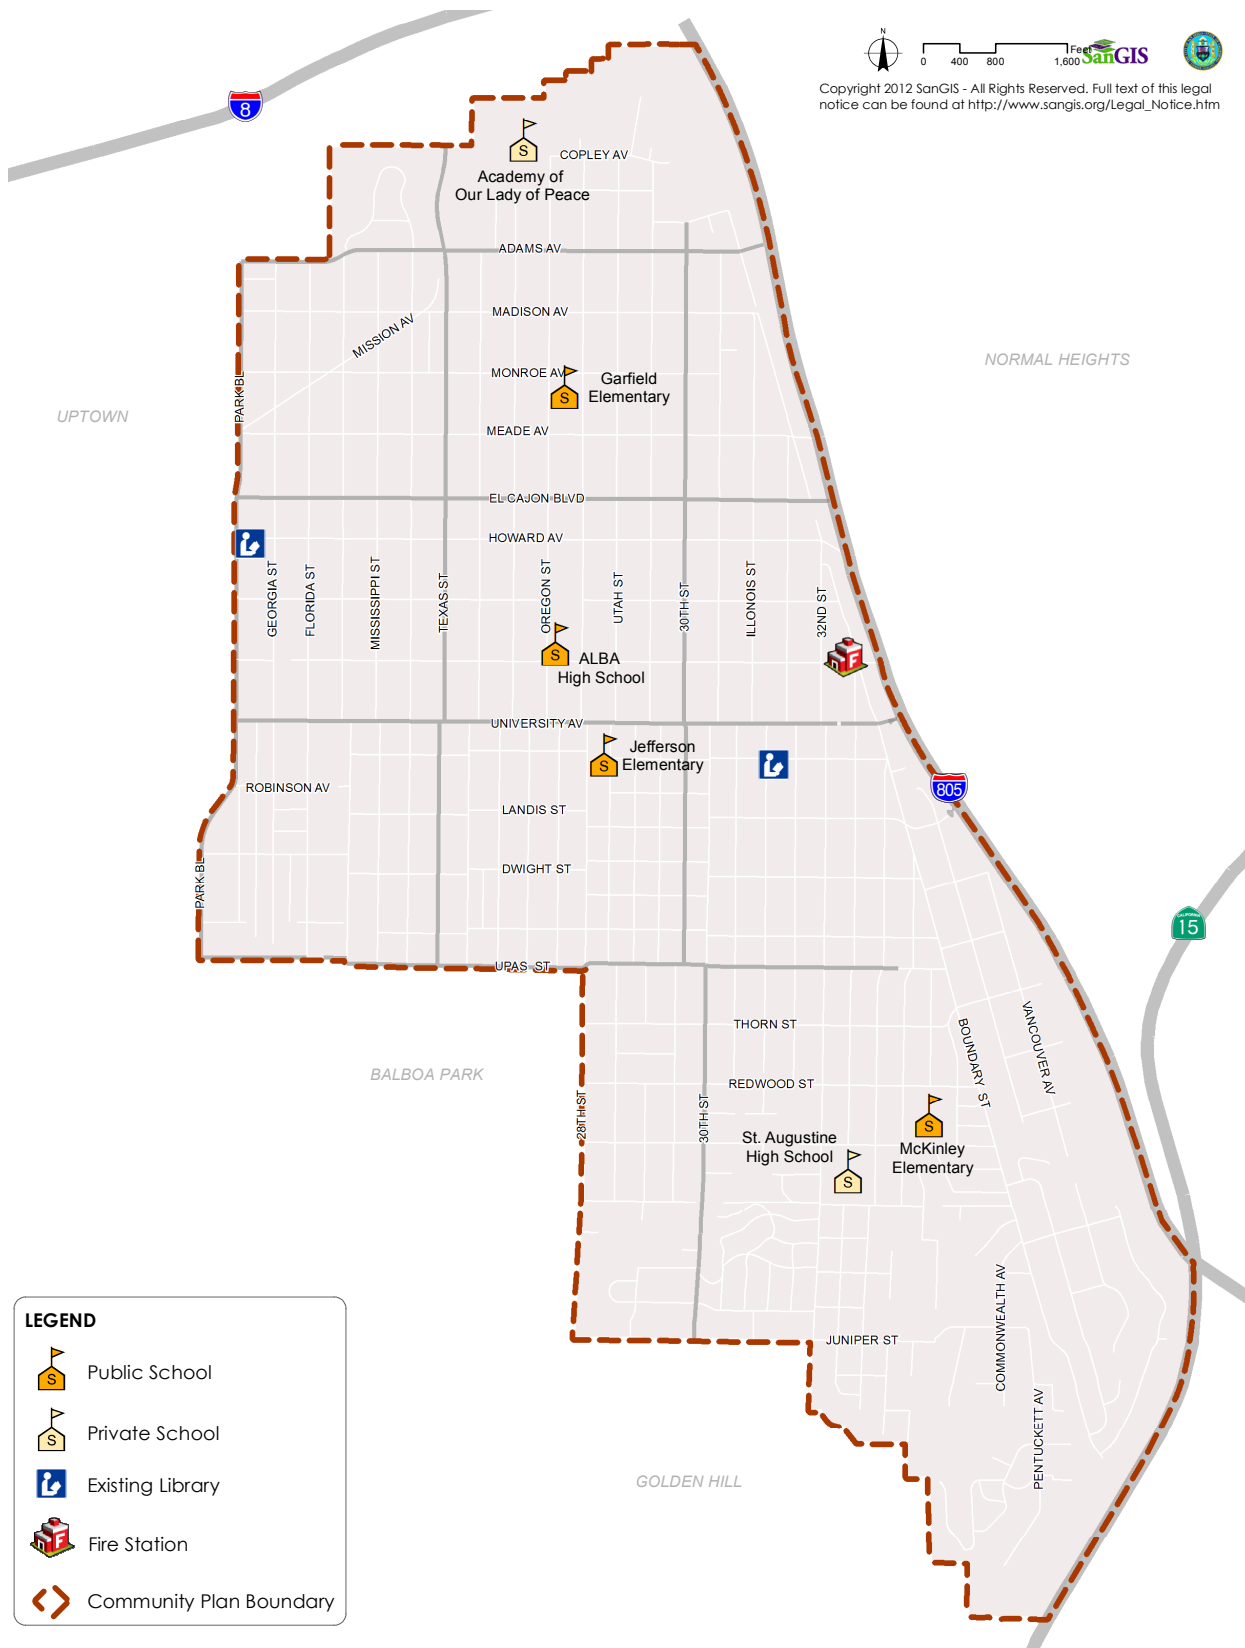 N
0 400 800 1,600 Feet
SanGIS
Copyright 2012 SanGIS - All Rights Reserved. Full text of this legal
notice can be found at http://www.sangis.org/Legal_Notice.htm
8
S
COPLEY AV
Academy of
Our Lady of Peace
ADAMS AV
MADISON AV
MISSION AV
NORMAL HEIGHTS
MONROE AV
S
Garfield
Elementary
PARK BL
UPTOWN
MEADE AV
EL CAJON BLVD
HOWARD AV
GEORGIA ST
FLORIDA ST
MISSISSIPPI ST
TEXAS ST
OREGON ST
UTAH ST
30TH ST
ILLONOIS ST
32ND ST
S
F
ALBA
High School
UNIVERSITY AV
S
Jefferson
Elementary
ROBINSON AV
805
LANDIS ST
DWIGHT ST
PARK BL
CALIFORNIA
15
UPAS ST
THORN ST
BOUNDARY ST
VANCOUVER AV
BALBOA PARK
REDWOOD ST
28TH ST
30TH ST
S
St. Augustine
High School
McKinley
Elementary
S
COMMONWEALTH AV
JUNIPER ST
PENTUCKETT AV
GOLDEN HILL
LEGEND
S
Public School
S
Private School
Existing Library
F
Fire Station
Community Plan Boundary